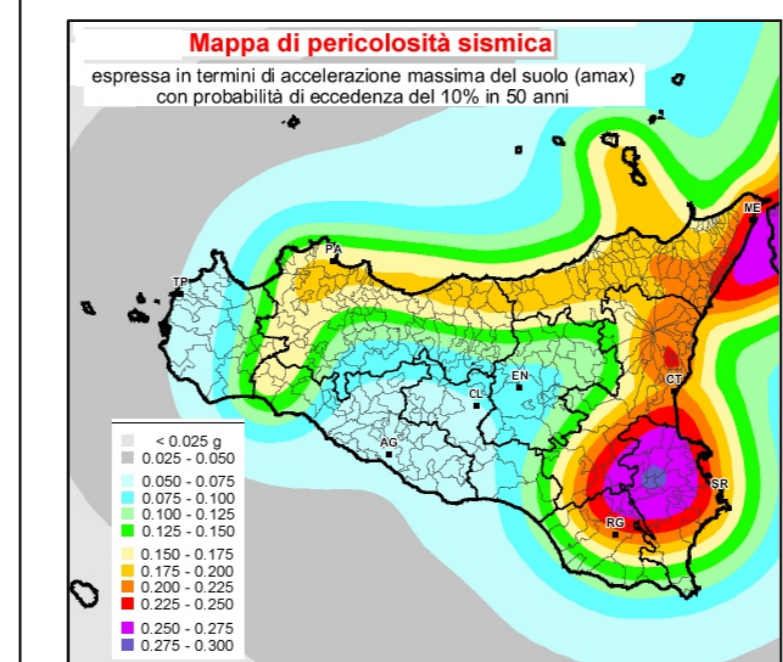 Mappa di pericolosità sismica
espressa in termini di accelerazione massima del suolo (amax)
con probabilità di eccedenza del 10% in 50 anni
ME
PA
TP
EN
CT
CL
AG
SR
RG
< 0.025 g
0.025 - 0.050
0.050 - 0.075
0.075 - 0.100
0.100 - 0.125
0.125 - 0.150
0.150 - 0.175
0.175 - 0.200
0.200 - 0.225
0.225 - 0.250
0.250 - 0.275
0.275 - 0.300